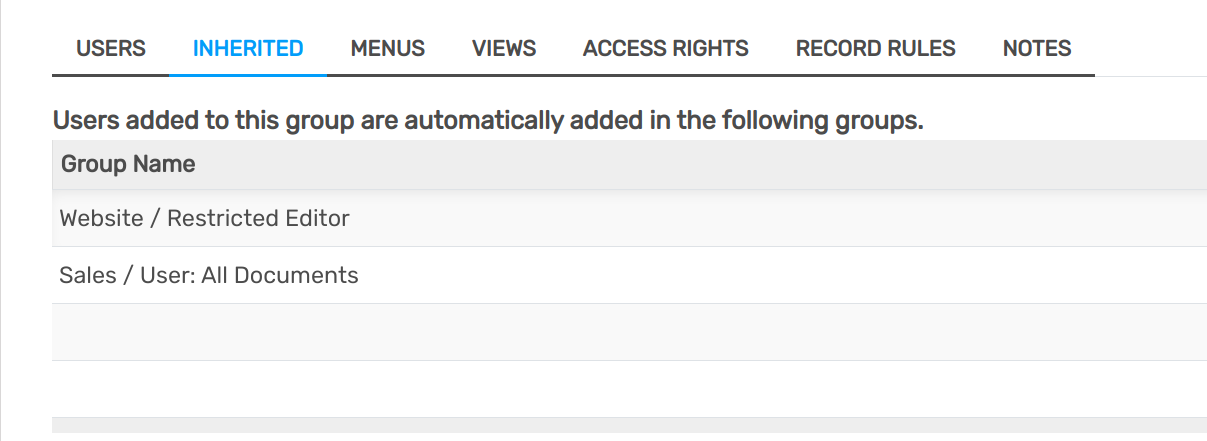 USERS INHERITED MENUS VIEWS ACCESS RIGHTS RECORD RULES NOTES
Users added to this group are automatically added in the following groups.
Group Name
Website / Restricted Editor
Sales / User: All Documents